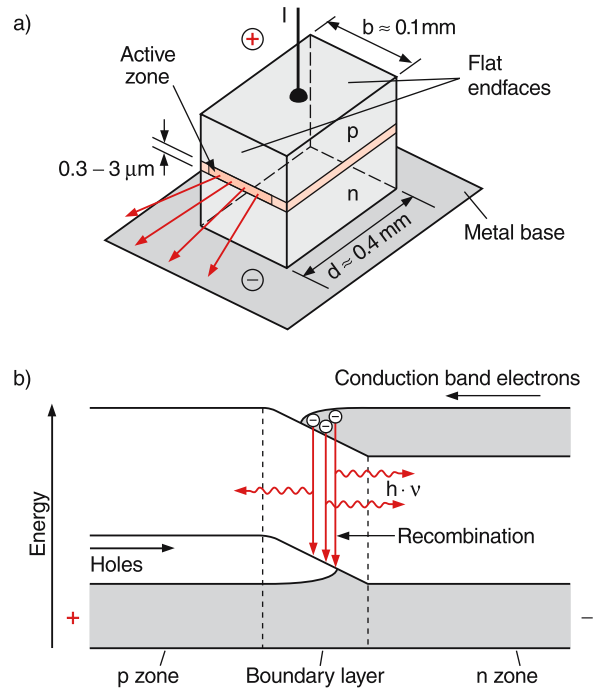 a)
I
b ≈ 0.1mm
+
Active
zone
Flat
endfaces
p
0.3 – 3 μm
n
Metal base
d ≈ 0.4 mm
−
b)
Conduction band electrons
− − −
h · ν
Energy
Recombination
Holes
+
−
p zone
Boundary layer
n zone